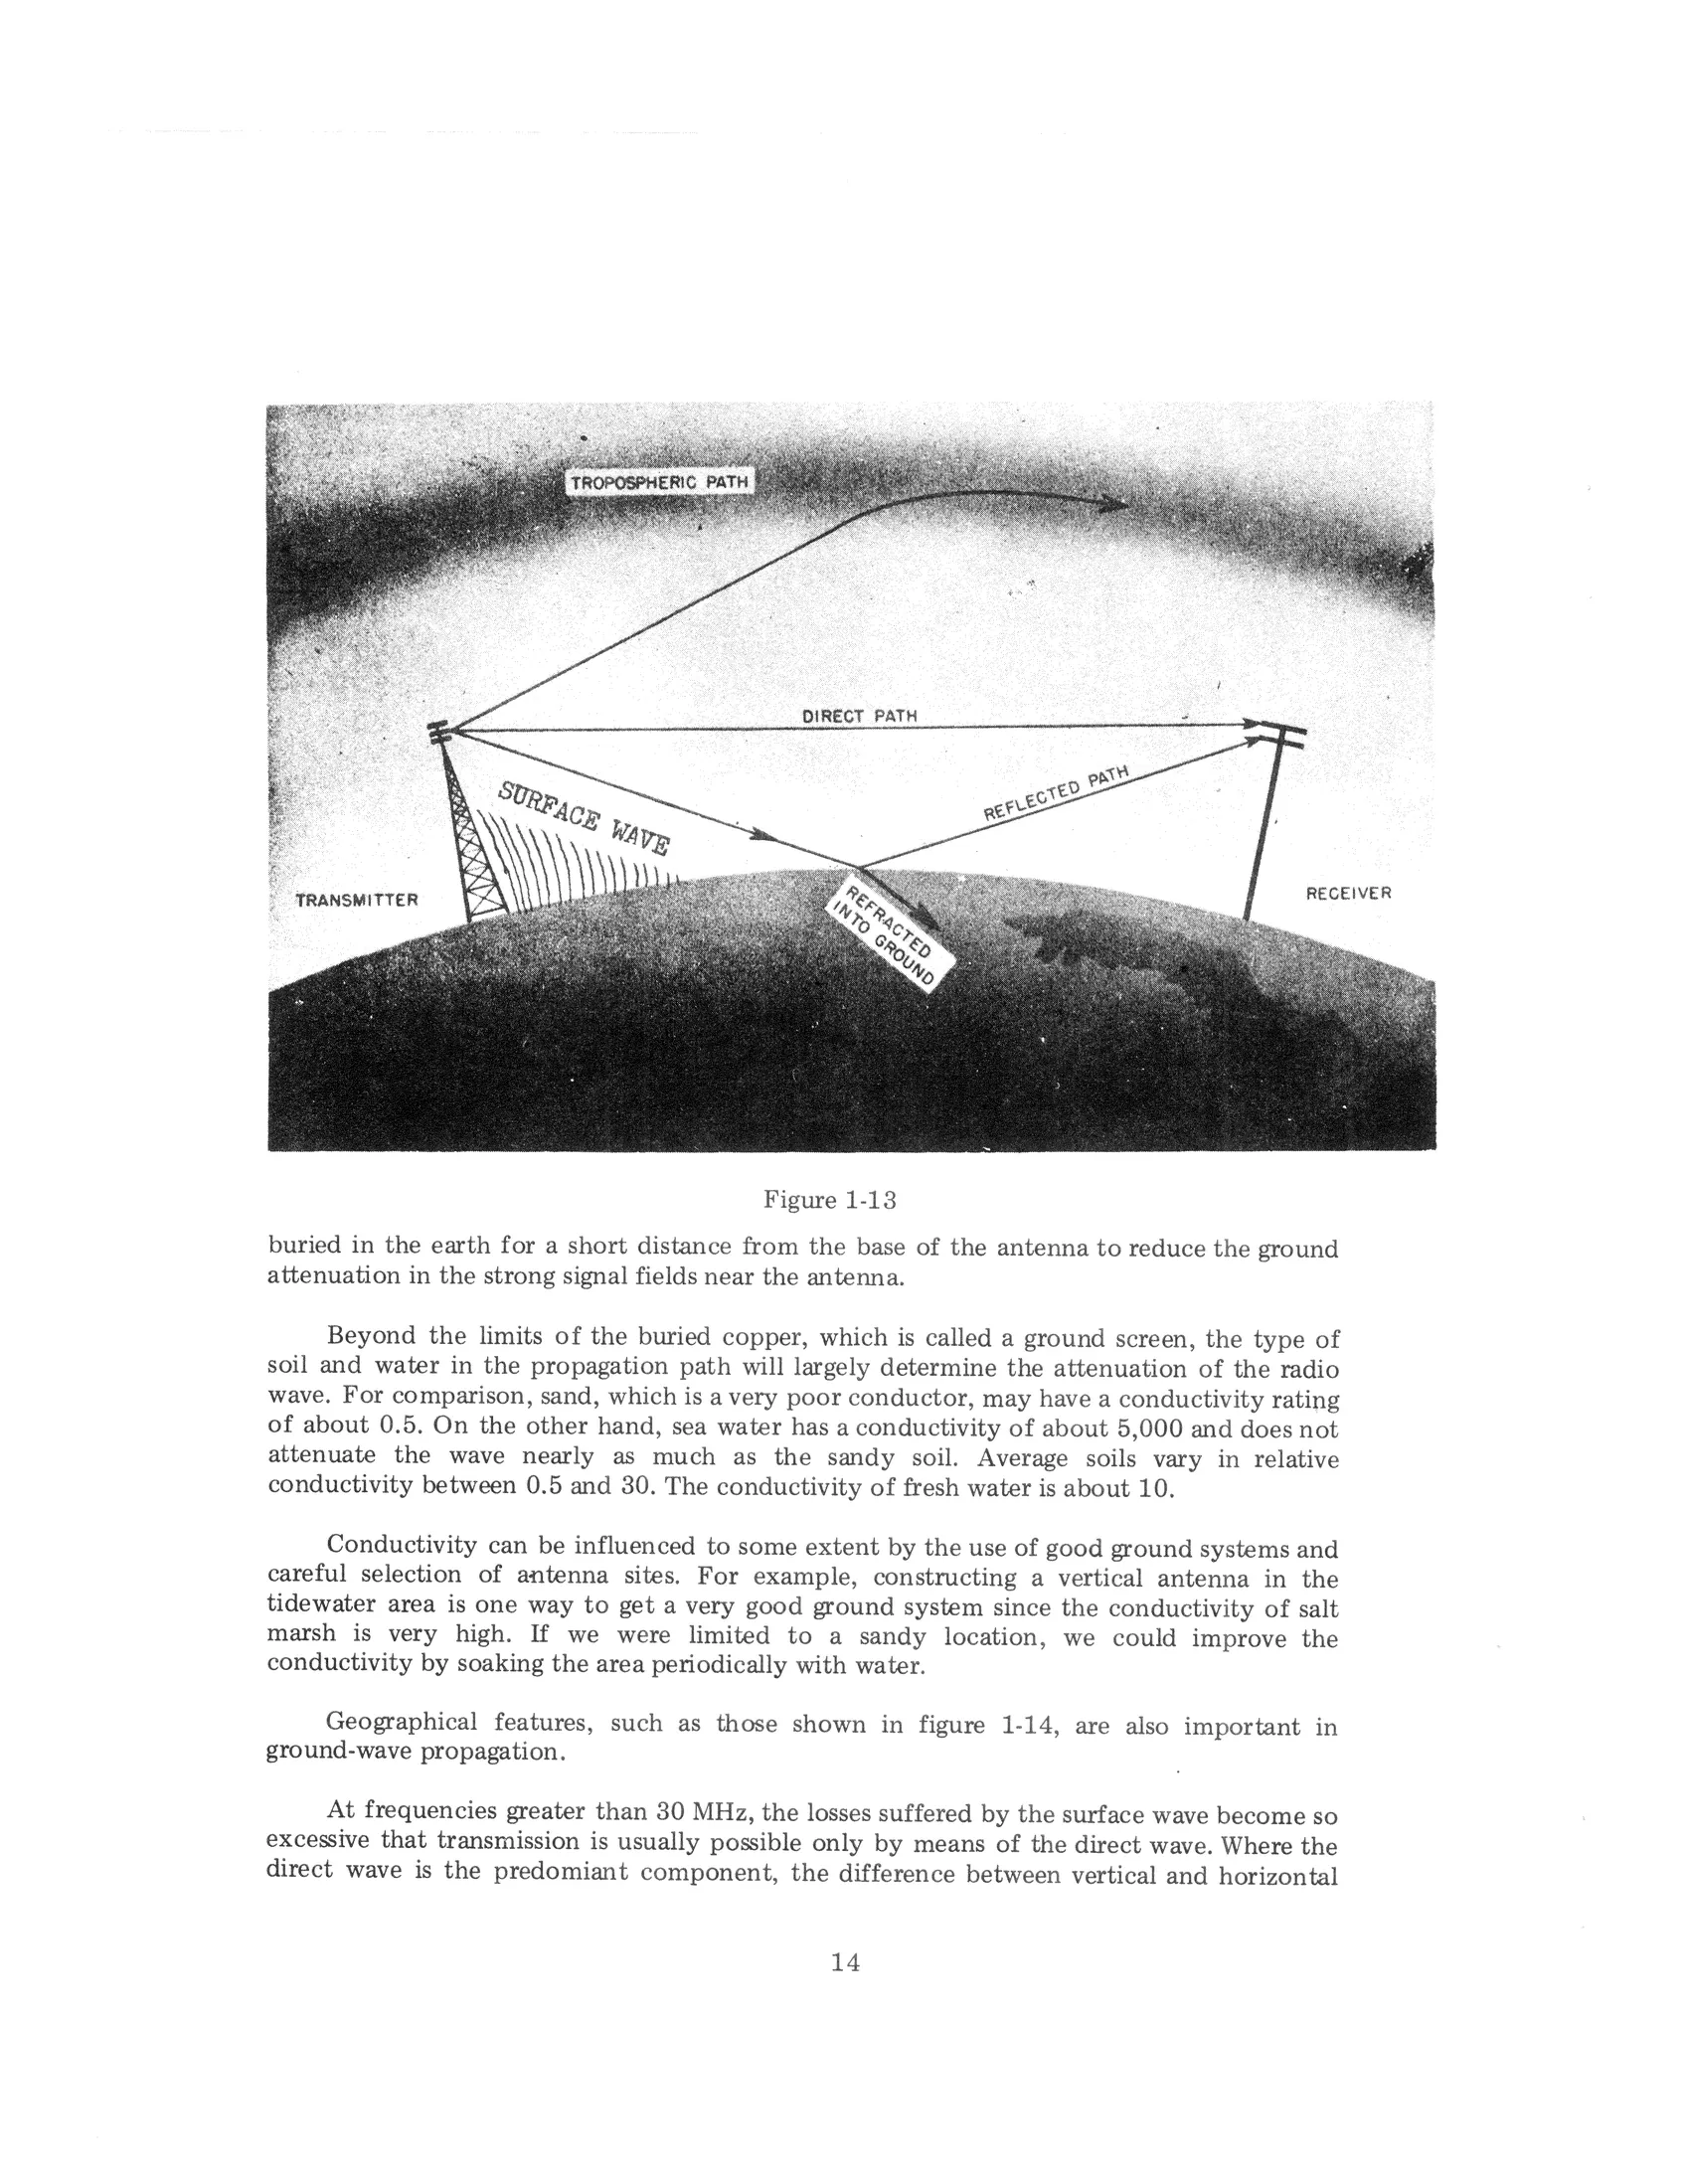 TROPOSPHERIC PATH
DIRECT PATH
REFLECTED PATH
SURFACE WAVE
TRANSMITTER
RECEIVER
REFRACTED
INTO GROUND
Figure 1-13
buried in the earth for a short distance from the base of the antenna to reduce the ground
attenuation in the strong signal fields near the antenna.
Beyond the limits of the buried copper, which is called a ground screen, the type of
soil and water in the propagation path will largely determine the attenuation of the radio
wave. For comparison, sand, which is a very poor conductor, may have a conductivity rating
of about 0.5. On the other hand, sea water has a conductivity of about 5,000 and does not
attenuate the wave nearly as much as the sandy soil. Average soils vary in relative
conductivity between 0.5 and 30. The conductivity of fresh water is about 10.
Conductivity can be influenced to some extent by the use of good ground systems and
careful selection of antenna sites. For example, constructing a vertical antenna in the
tidewater area is one way to get a very good ground system since the conductivity of salt
marsh is very high. If we were limited to a sandy location, we could improve the
conductivity by soaking the area periodically with water.
Geographical features, such as those shown in figure 1-14, are also important in
ground-wave propagation.
At frequencies greater than 30 MHz, the losses suffered by the surface wave become so
excessive that transmission is usually possible only by means of the direct wave. Where the
direct wave is the predomiant component, the difference between vertical and horizontal
14